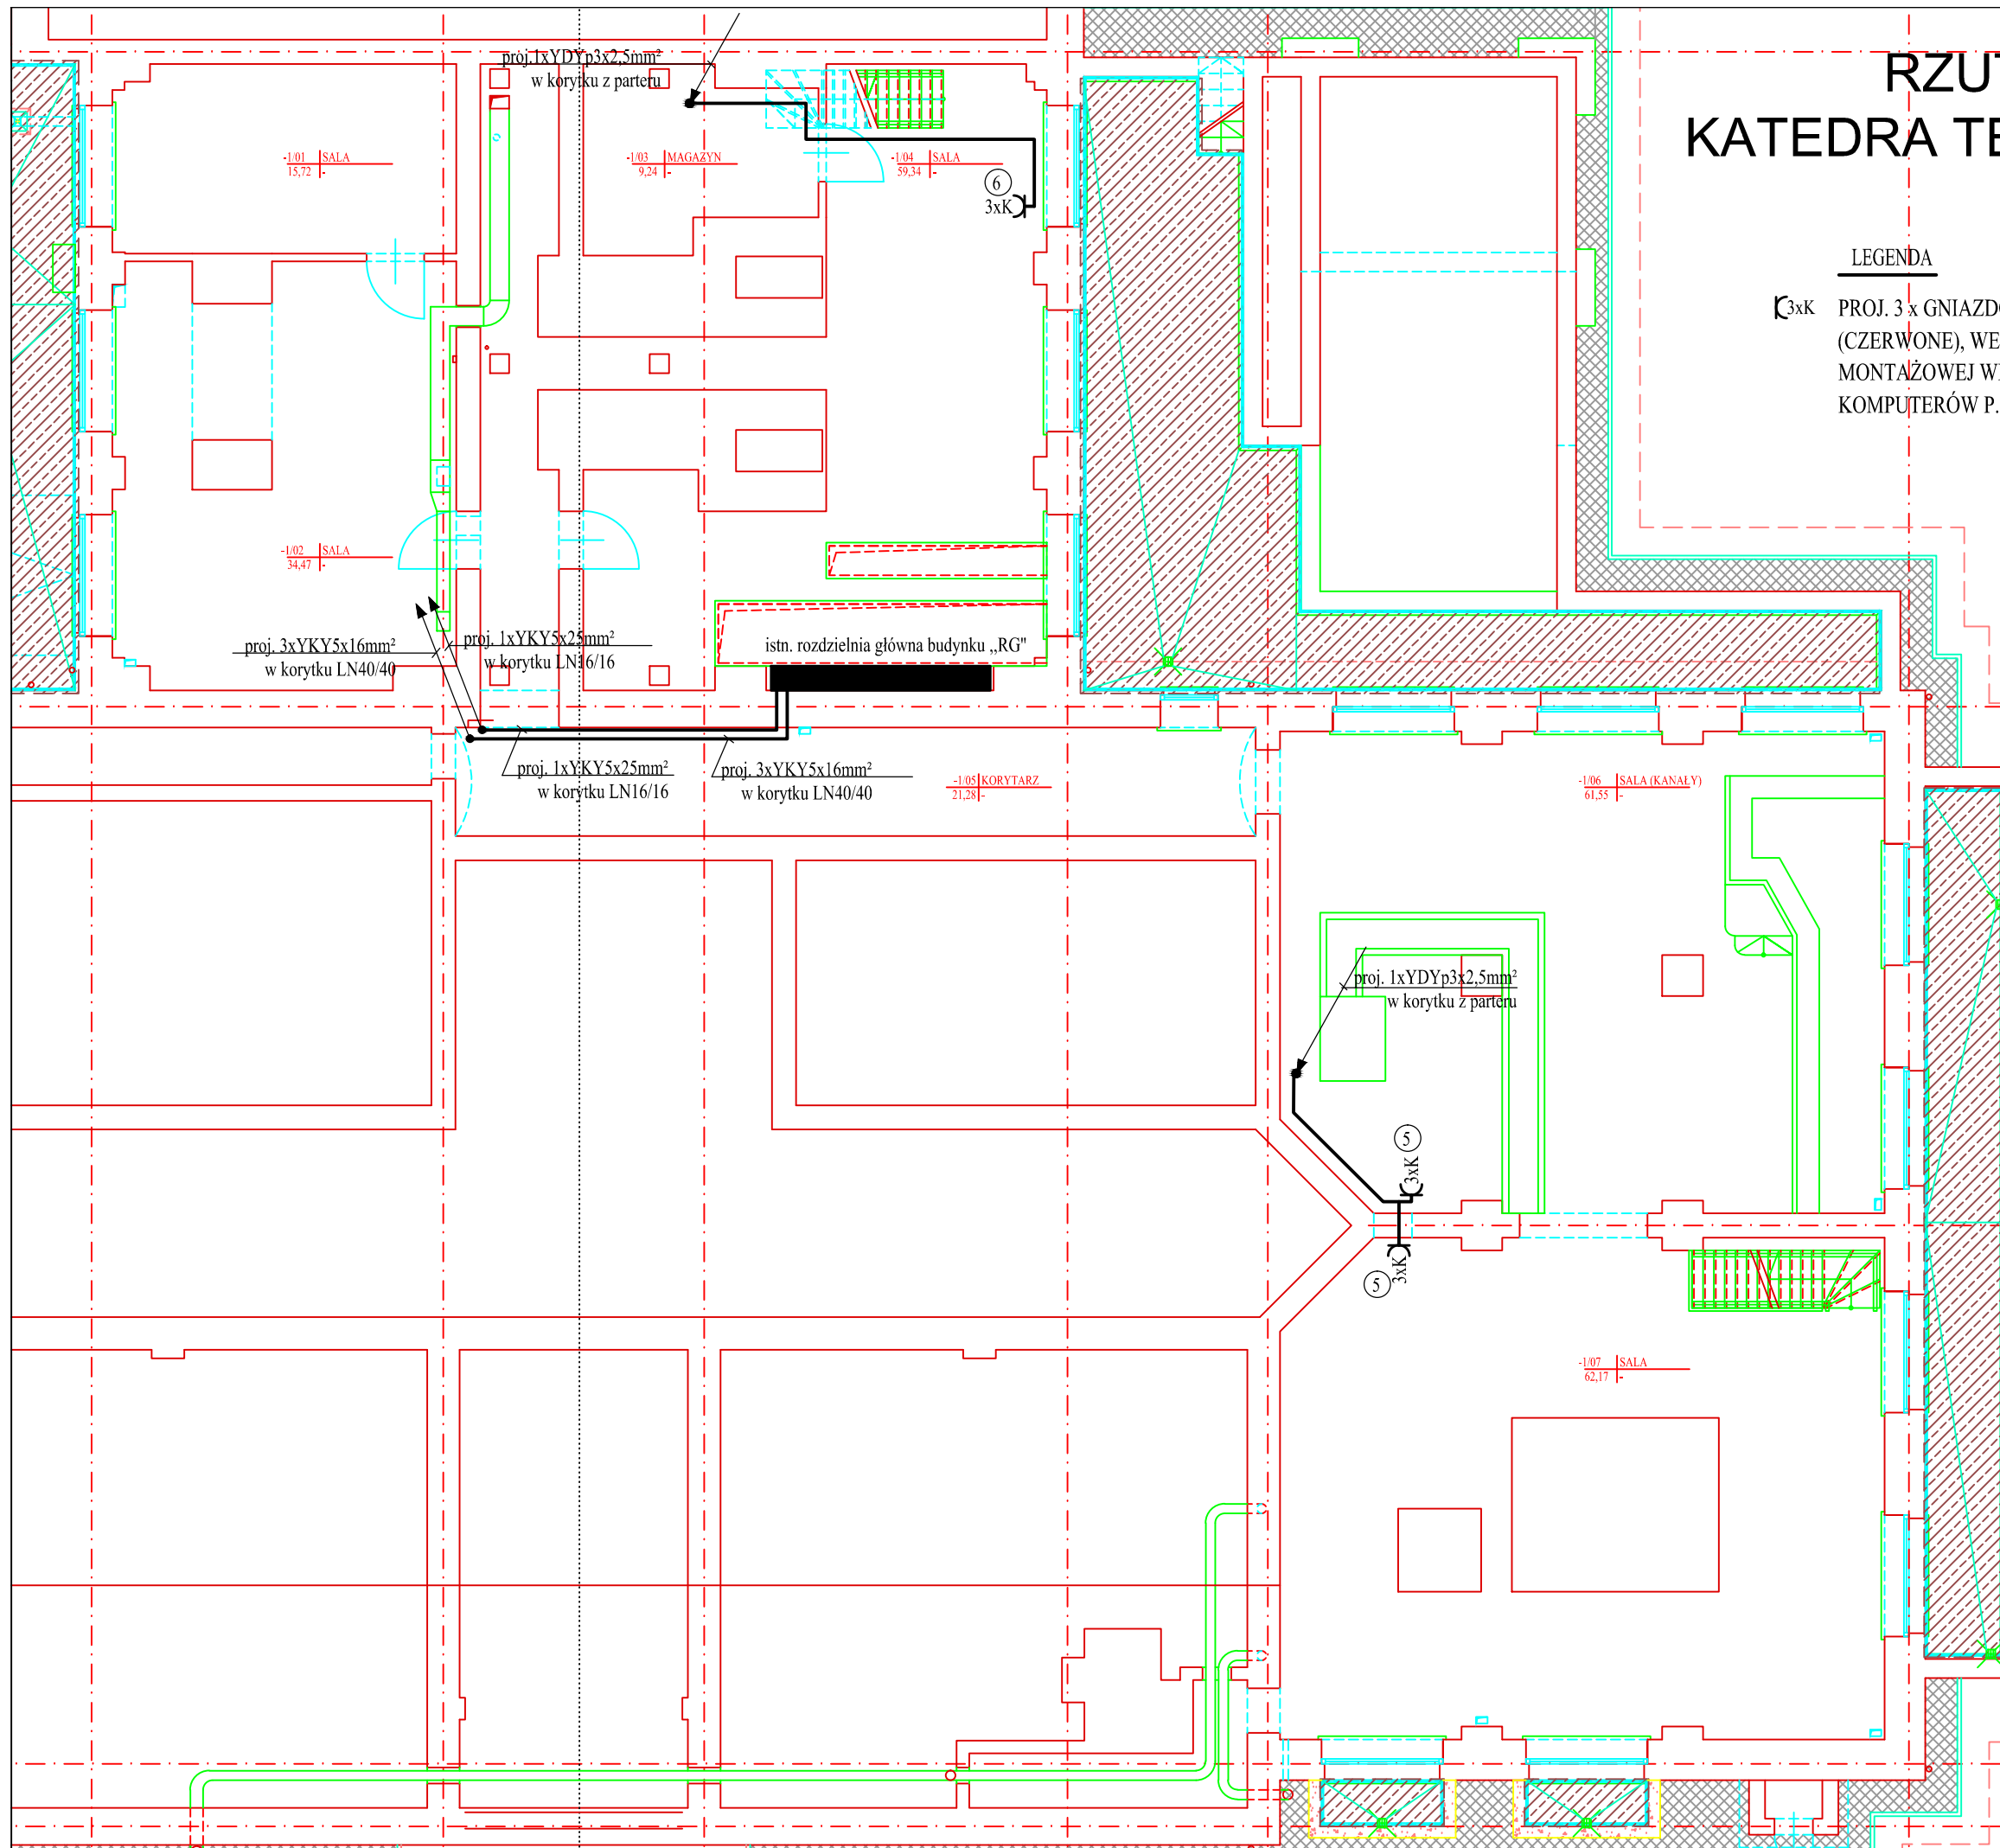 RZUT
KATEDRA TE
LEGENDA
3xK
PROJ. 3 x GNIAZD
(CZERWONE), WE
MONTAŻOWEJ W
KOMPUTERÓW P.
proj.1xYDYp3x2,5mm²
w korytku z parteru
-1/01 SALA
15,72 -
-1/03 MAGAZYN
9,24 -
-1/04 SALA
59,34 -
6
3xK
-1/02 SALA
34,47 -
proj. 3xYKY5x16mm²
w korytku LN40/40
proj. 1xYKY5x25mm²
w korytku LN16/16
istn. rozdzielnia główna budynku „RG"
proj. 1xYKY5x25mm²
w korytku LN16/16
proj. 3xYKY5x16mm²
w korytku LN40/40
-1/05 KORYTARZ
21,28 -
-1/06 SALA (KANAŁY)
61,55 -
proj. 1xYDYp3x2,5mm²
w korytku z parteru
5
3xK
3xK
5
-1/07 SALA
62,17 -